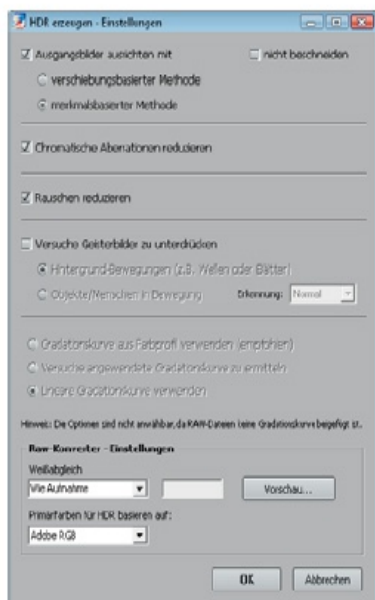 HDR erzeugen - Einstellungen
Ausgangsbilder ausrichten mit
nicht beschneiden
verschiebungsbasierter Methode
merkmalsbasierter Methode
Chromatische Aberrationen reduzieren
Rauschen reduzieren
Versuche Geisterbilder zu unterdrücken
Hintergrund-Bewegungen (z.B. Wellen oder Blätter)
Objekte/Menschen in Bewegung
Erkennung:
Normal
Gradationskurve aus Farbprofil verwenden (empfohlen)
Versuche angewendete Gradationskurve zu ermitteln
Lineare Gradationskurve verwenden
Hinweis: Die Optionen sind nicht anwählbar, da RAW-Dateien keine Gradationskurve beigefügt ist.
Raw-Konverter - Einstellungen
Weißabgleich
Wie Aufnahme
Vorschau...
Primärfarben für HDR basieren auf:
Adobe RGB
OK
Abbrechen